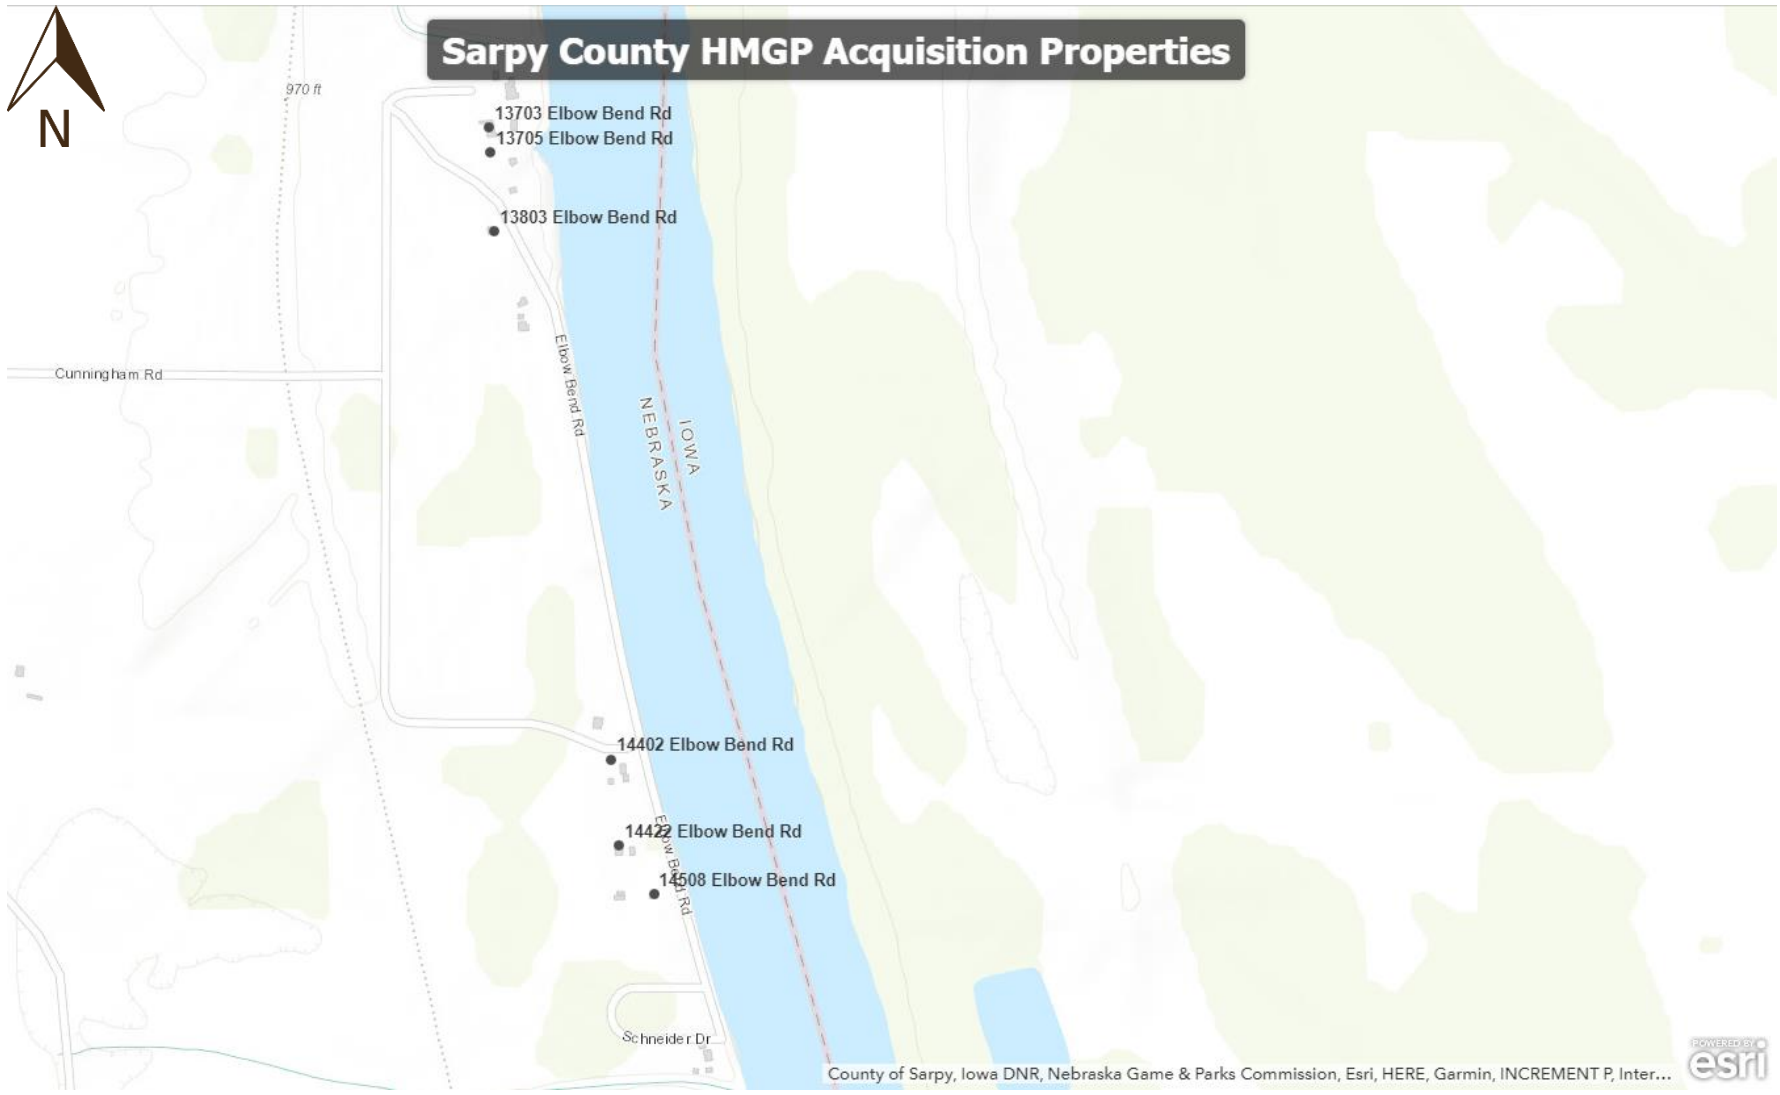 Sarpy County HMGP Acquisition Properties
N
970 ft
13703 Elbow Bend Rd
13705 Elbow Bend Rd
13803 Elbow Bend Rd
Elbow Bend Rd
Cunningham Rd
NEBRASKA
IOWA
14402 Elbow Bend Rd
14422 Elbow Bend Rd
Elbow Bend Rd
14508 Elbow Bend Rd
Schneider Dr
County of Sarpy, Iowa DNR, Nebraska Game & Parks Commission, Esri, HERE, Garmin, INCREMENT P, Inter...
POWERED BY
esri